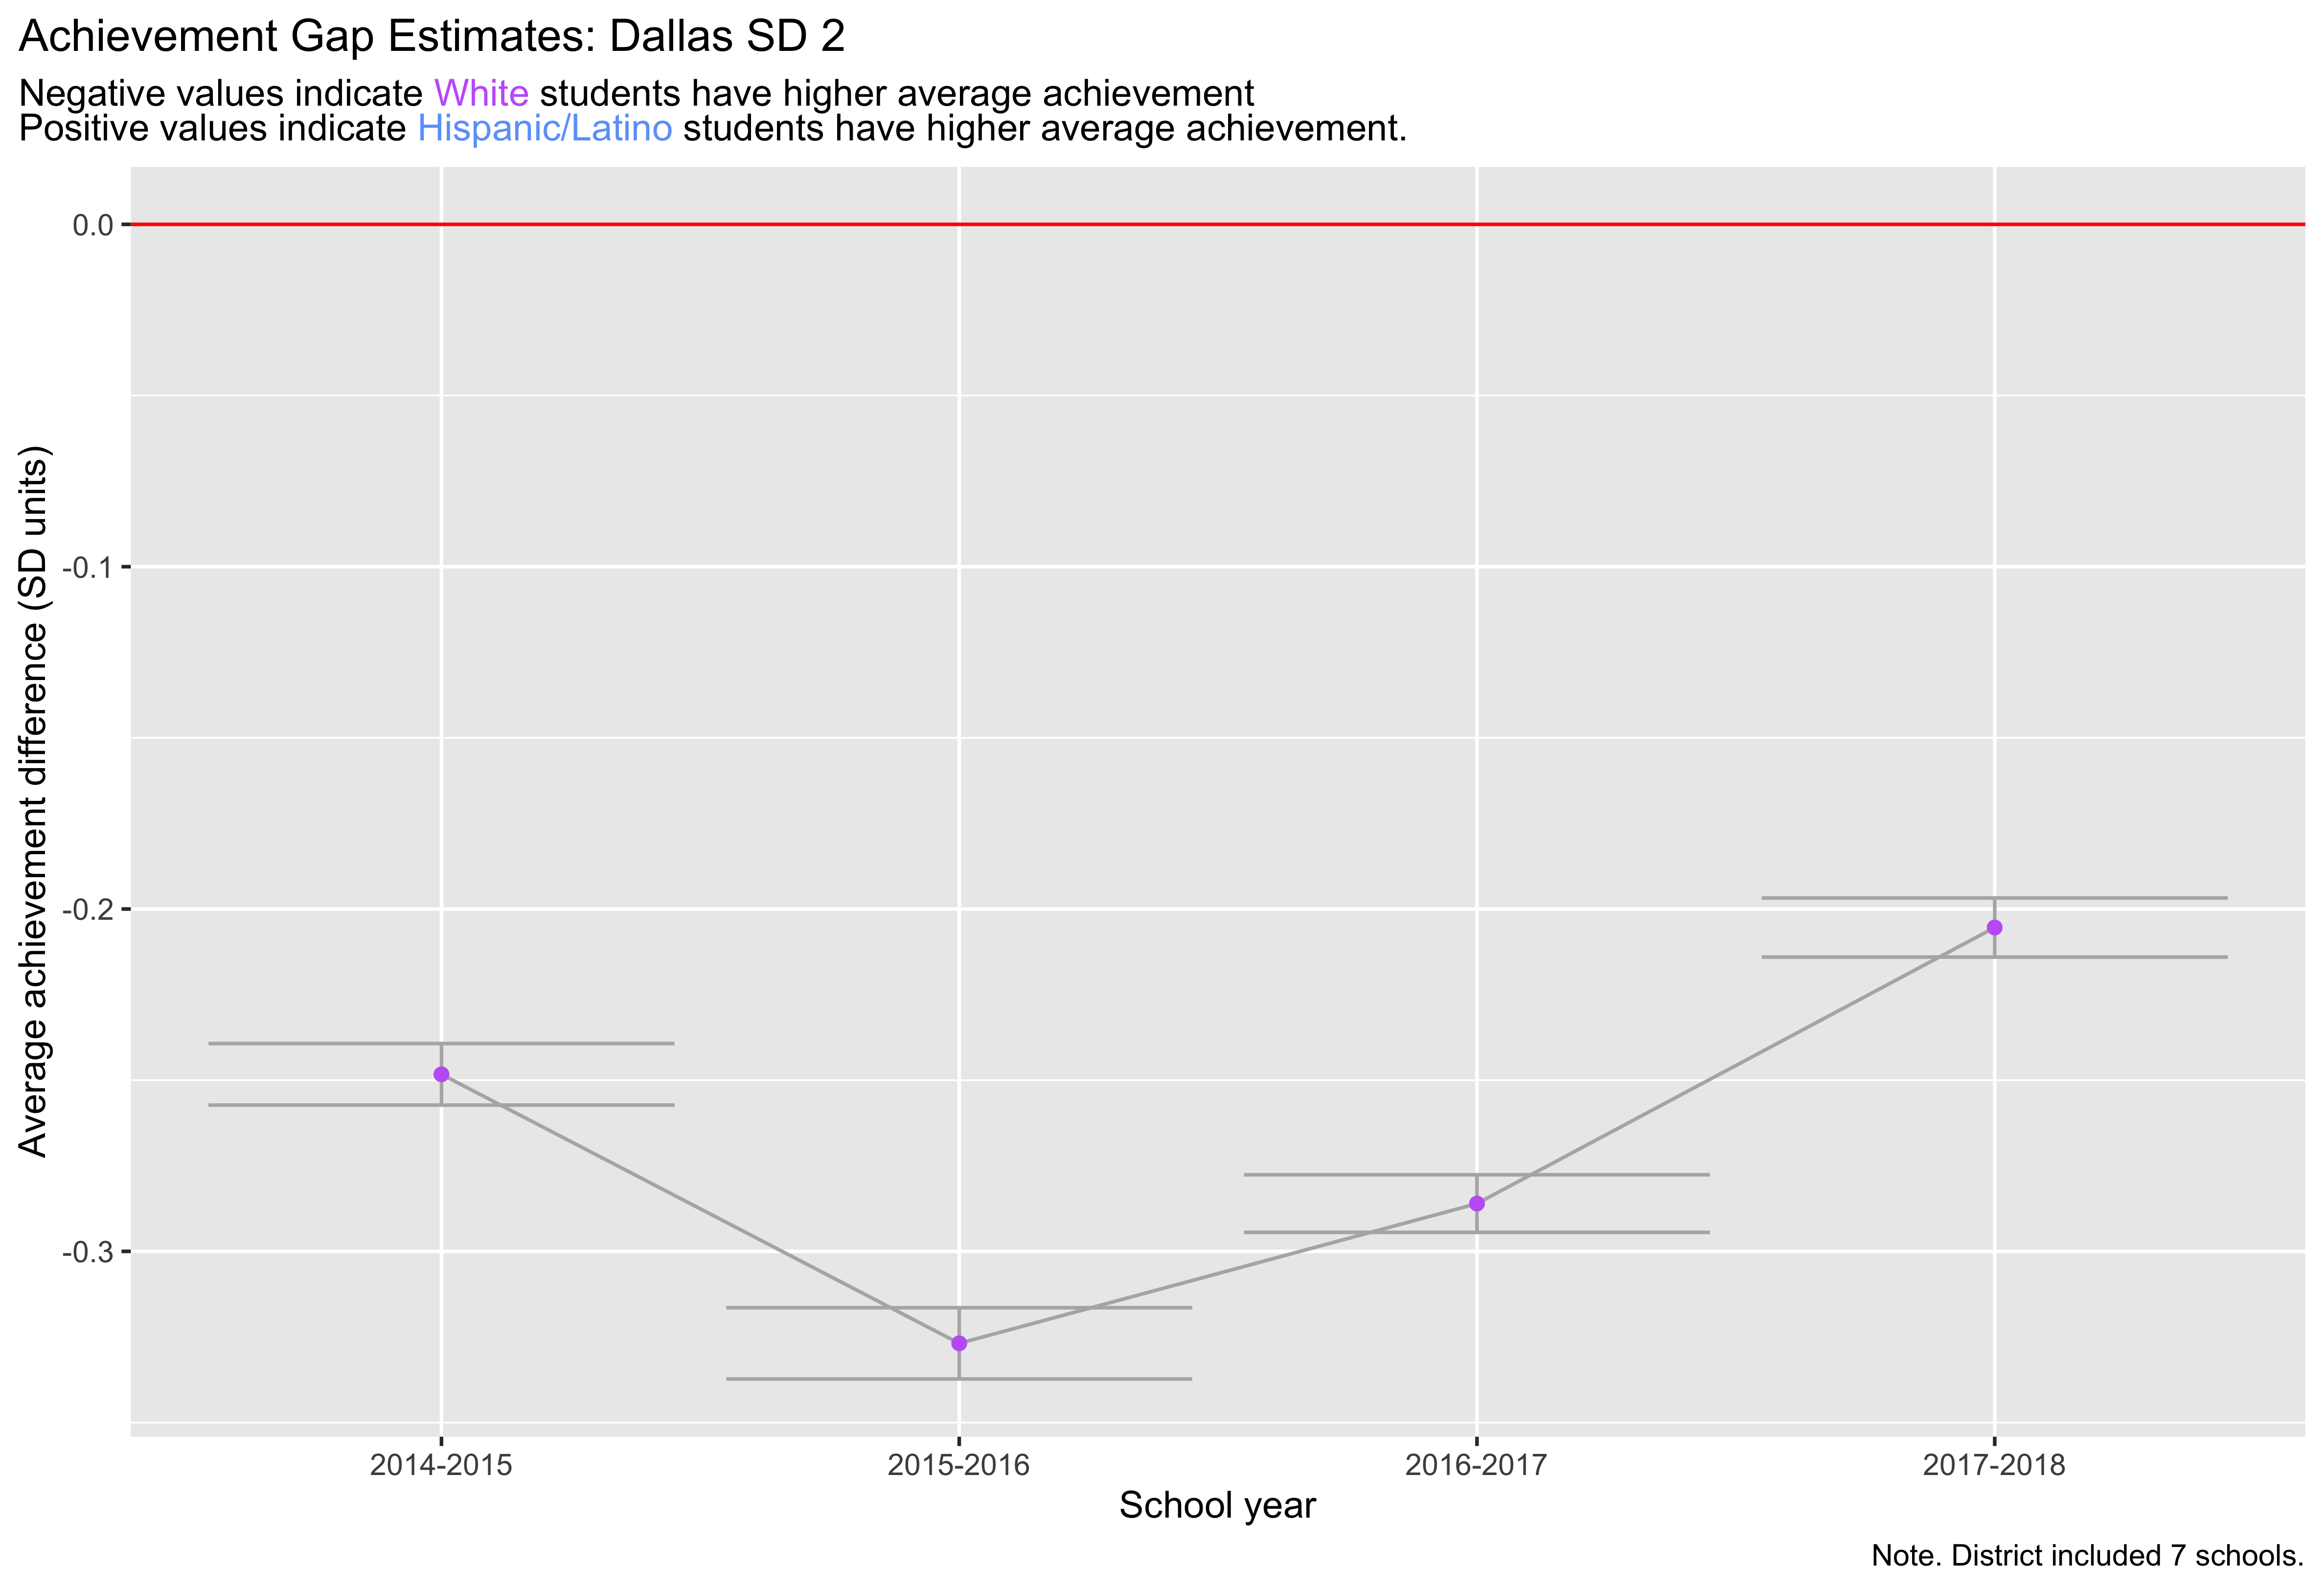 Achievement Gap Estimates: Dallas SD 2
Negative values indicate White students have higher average achievement
Positive values indicate Hispanic/Latino students have higher average achievement.
Average achievement difference (SD units)
0.0
-0.1
-0.2
-0.3
2014-2015
2015-2016
2016-2017
2017-2018
School year
Note. District included 7 schools.